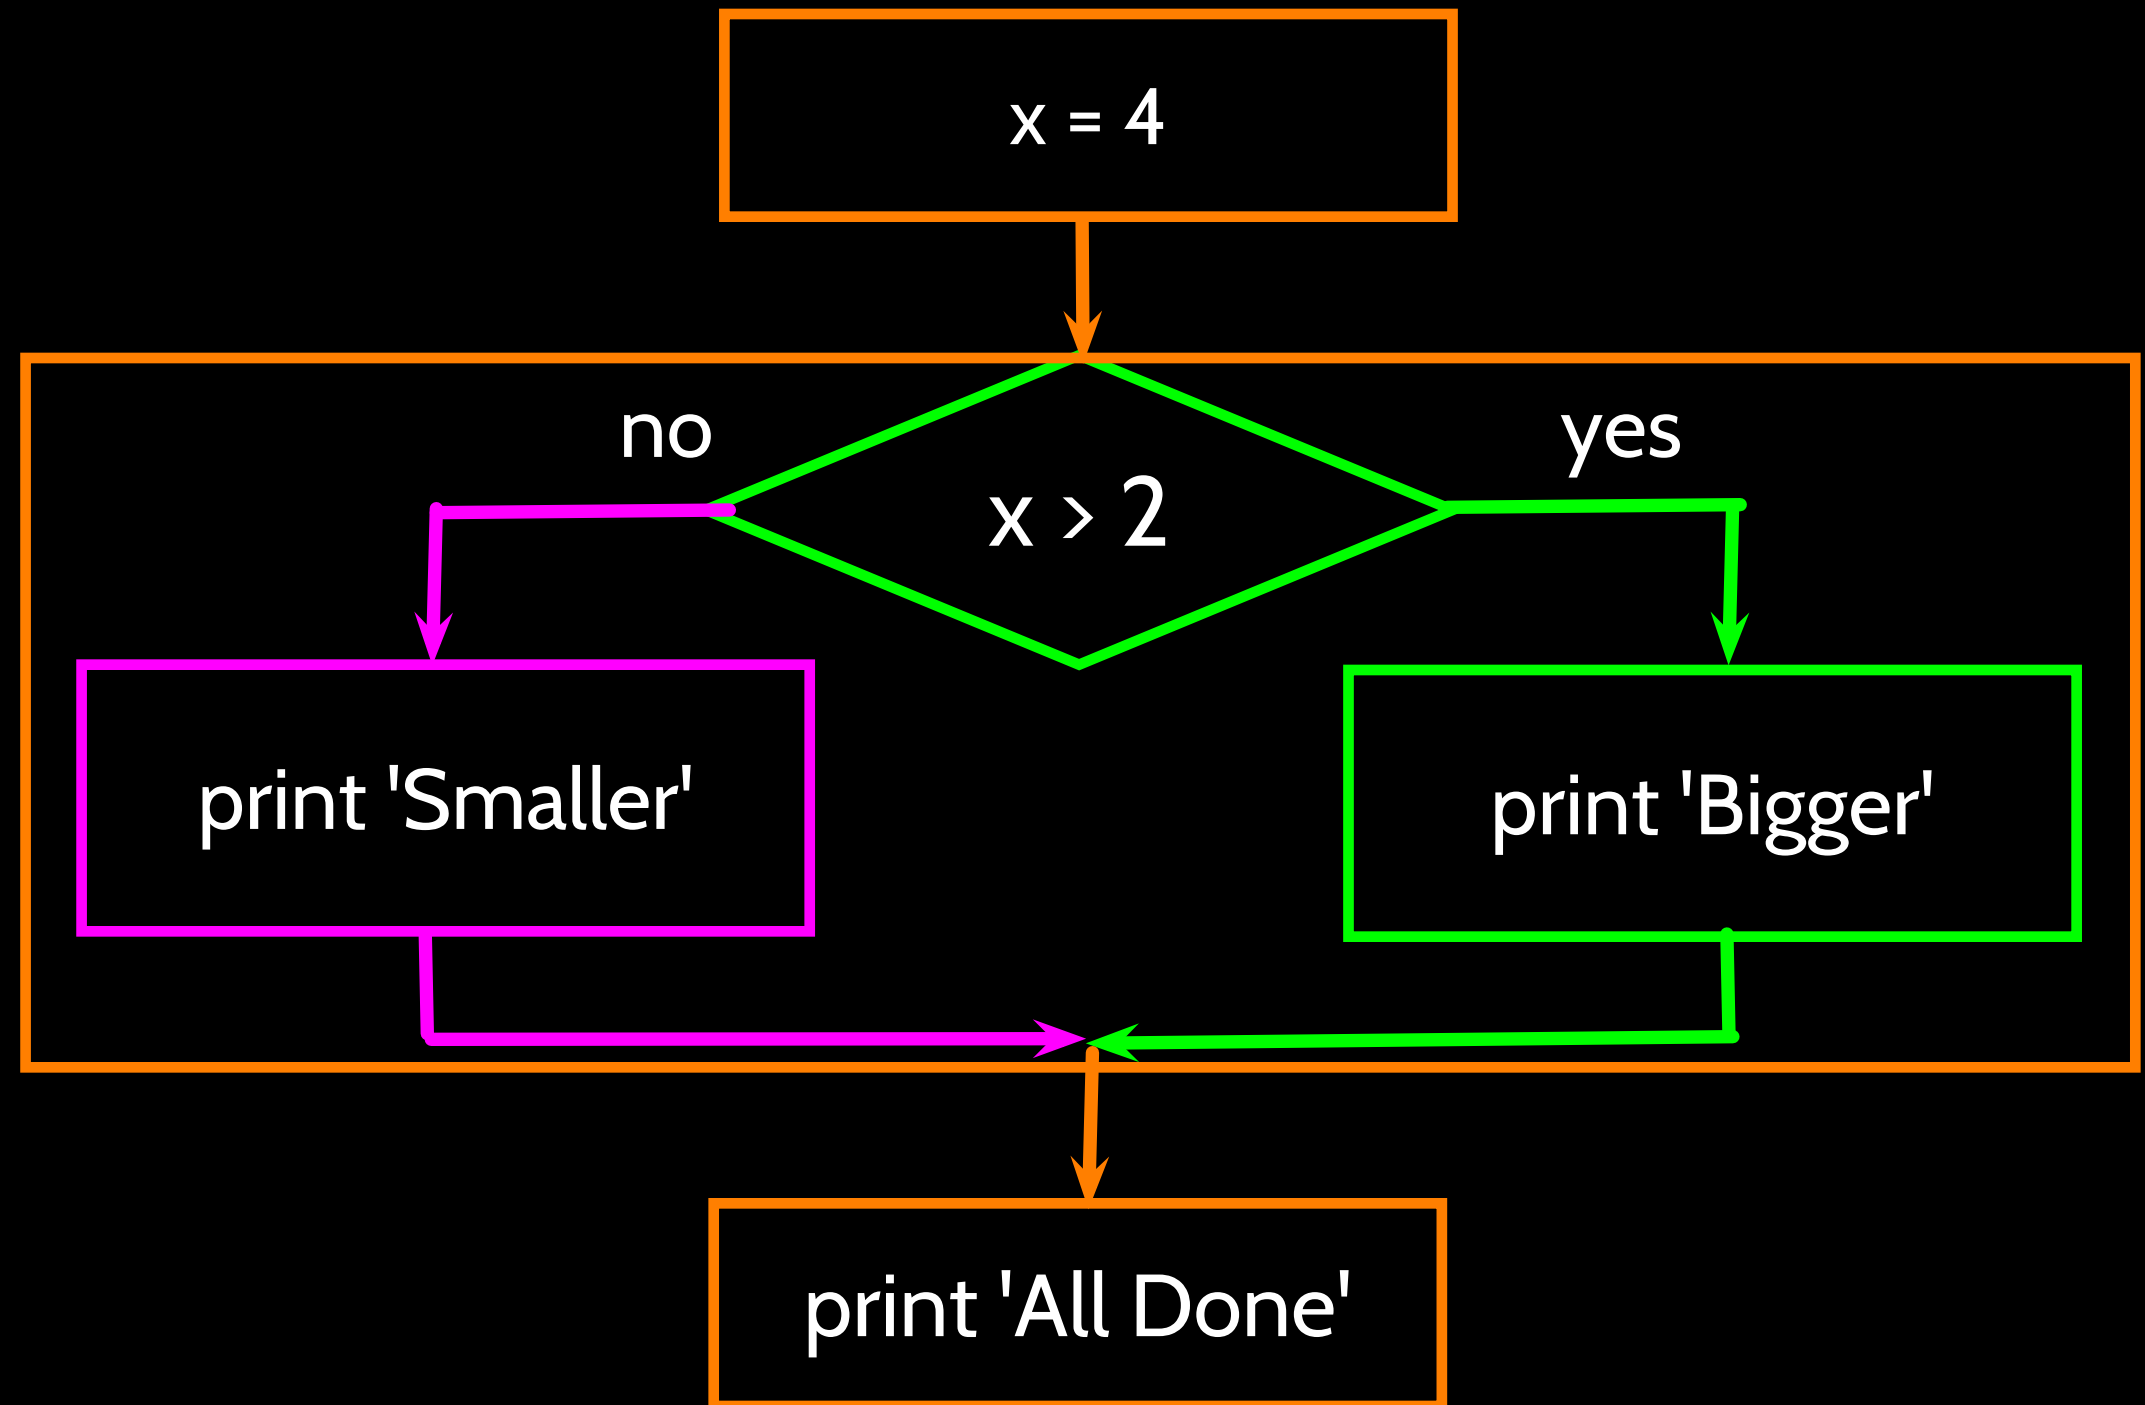 x = 4
no
yes
x > 2
print 'Smaller'
print 'Bigger'
print 'All Done'